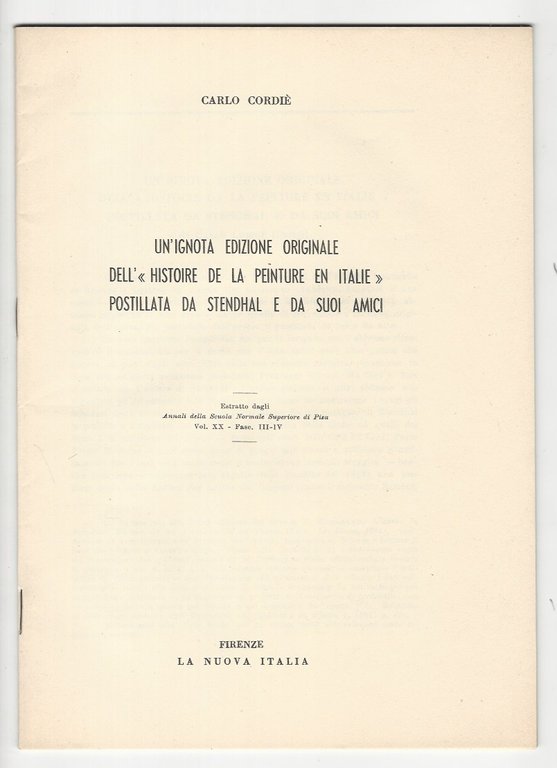 CARLO CORDIÈ
UN'IGNOTA EDIZIONE ORIGINALE
DELL'« HISTOIRE DE LA PEINTURE EN ITALIE »
POSTILLATA DA STENDHAL E DA SUOI AMICI
Estratto dagli
Annali della Scuola Normale Superiore di Pisa
Vol. XX - Fasc. III-IV
FIRENZE
LA NUOVA ITALIA